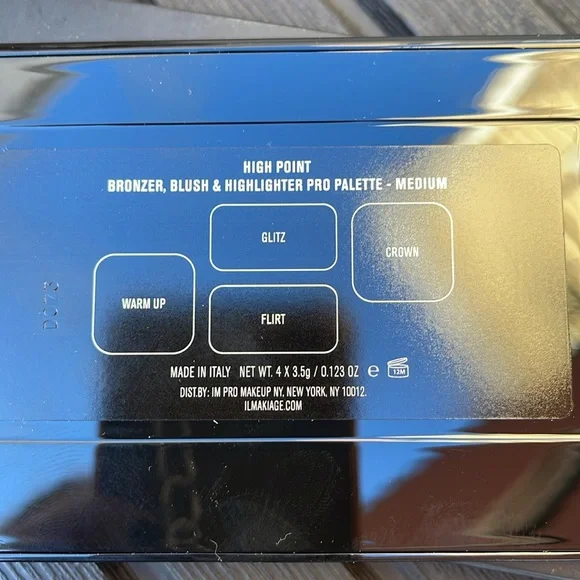 HIGH POINT
BRONZER, BLUSH & HIGHLIGHTER PRO PALETTE - MEDIUM
GLITZ
CROWN
WARM UP
FLIRT
MADE IN ITALY NET WT. 4 X 3.5g / 0.123 OZ e 12M
DIST.BY: IM PRO MAKEUP NY, NEW YORK, NY 10012.
ILMAKIAGE.COM